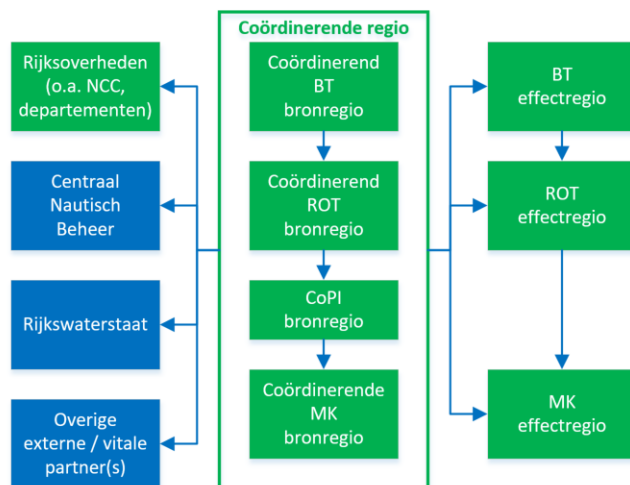 Coördinerende regio
Rijksoverheden
(o.a. NCC,
departementen)
Centraal
Nautisch
Beheer
Rijkswaterstaat
Overige
externe / vitale
partner(s)
Coördinerend
BT
bronregio
Coördinerend
ROT
bronregio
CoPI
bronregio
Coördinerende
MK
bronregio
BT
effectregio
ROT
effectregio
MK
effectregio